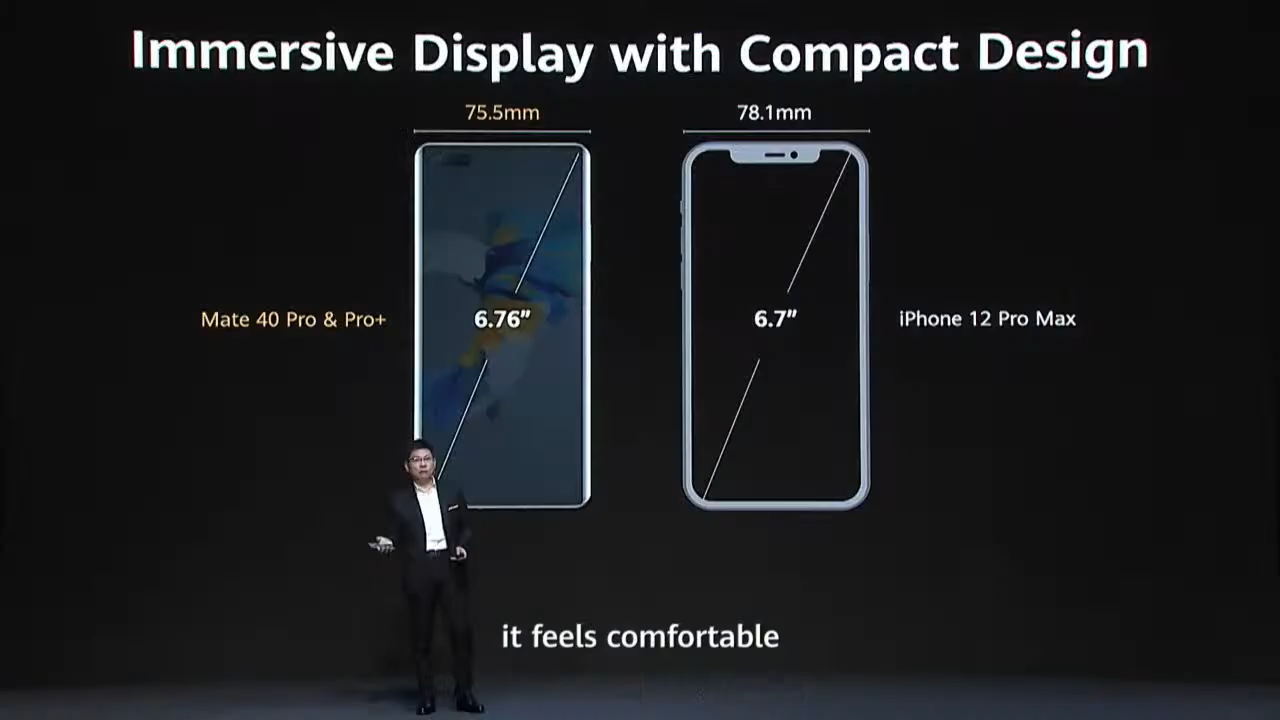 Immersive Display with Compact Design
75.5mm
78.1mm
Mate 40 Pro & Pro+
6.76”
6.7”
iPhone 12 Pro Max
it feels comfortable